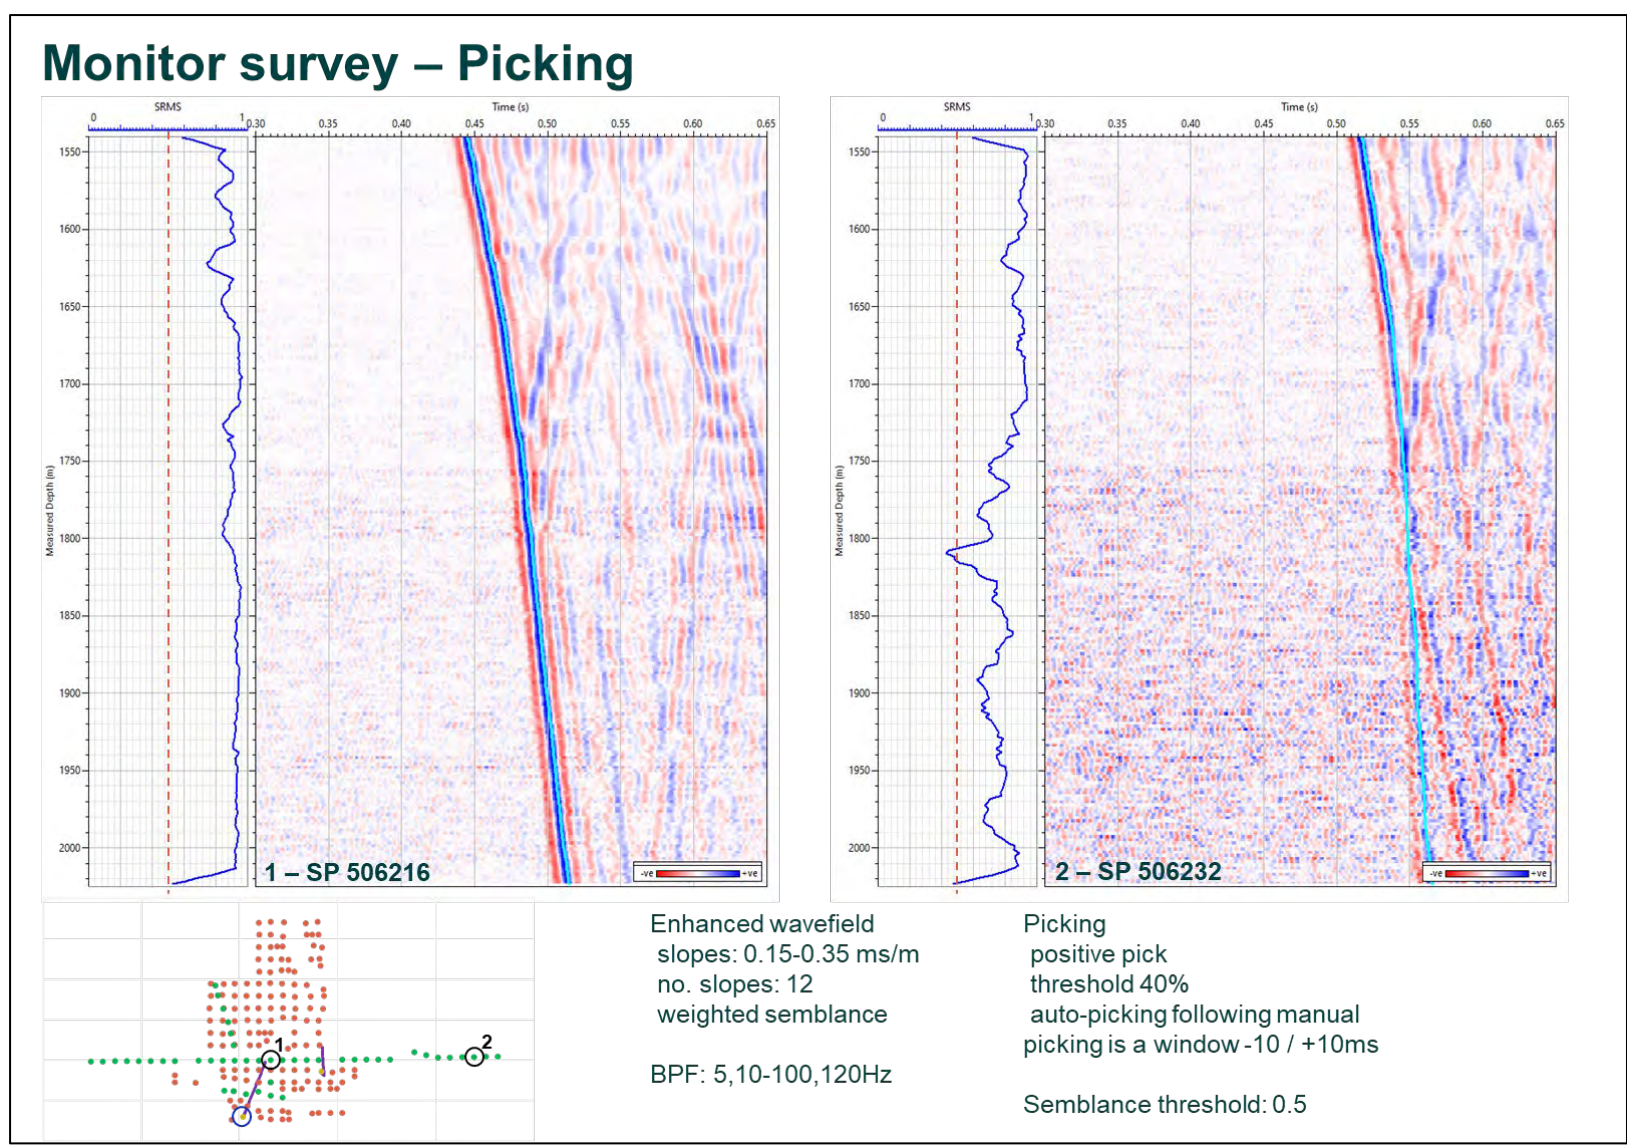 Monitor survey – Picking
SRMS
Time (s)
0
1
0.30
0.35
0.40
0.45
0.50
0.55
0.60
0.65
1550
1600
1650
1700
1750
1800
1850
1900
1950
2000
Measured Depth (m)
1 – SP 506216
-ve
+ve
SRMS
Time (s)
0
1
0.30
0.35
0.40
0.45
0.50
0.55
0.60
0.65
1550
1600
1650
1700
1750
1800
1850
1900
1950
2000
Measured Depth (m)
2 – SP 506232
-ve
+ve
1
2
Enhanced wavefield
slopes: 0.15-0.35 ms/m
no. slopes: 12
weighted semblance
BPF: 5,10-100,120Hz
Picking
positive pick
threshold 40%
auto-picking following manual
picking is a window -10 / +10ms
Semblance threshold: 0.5